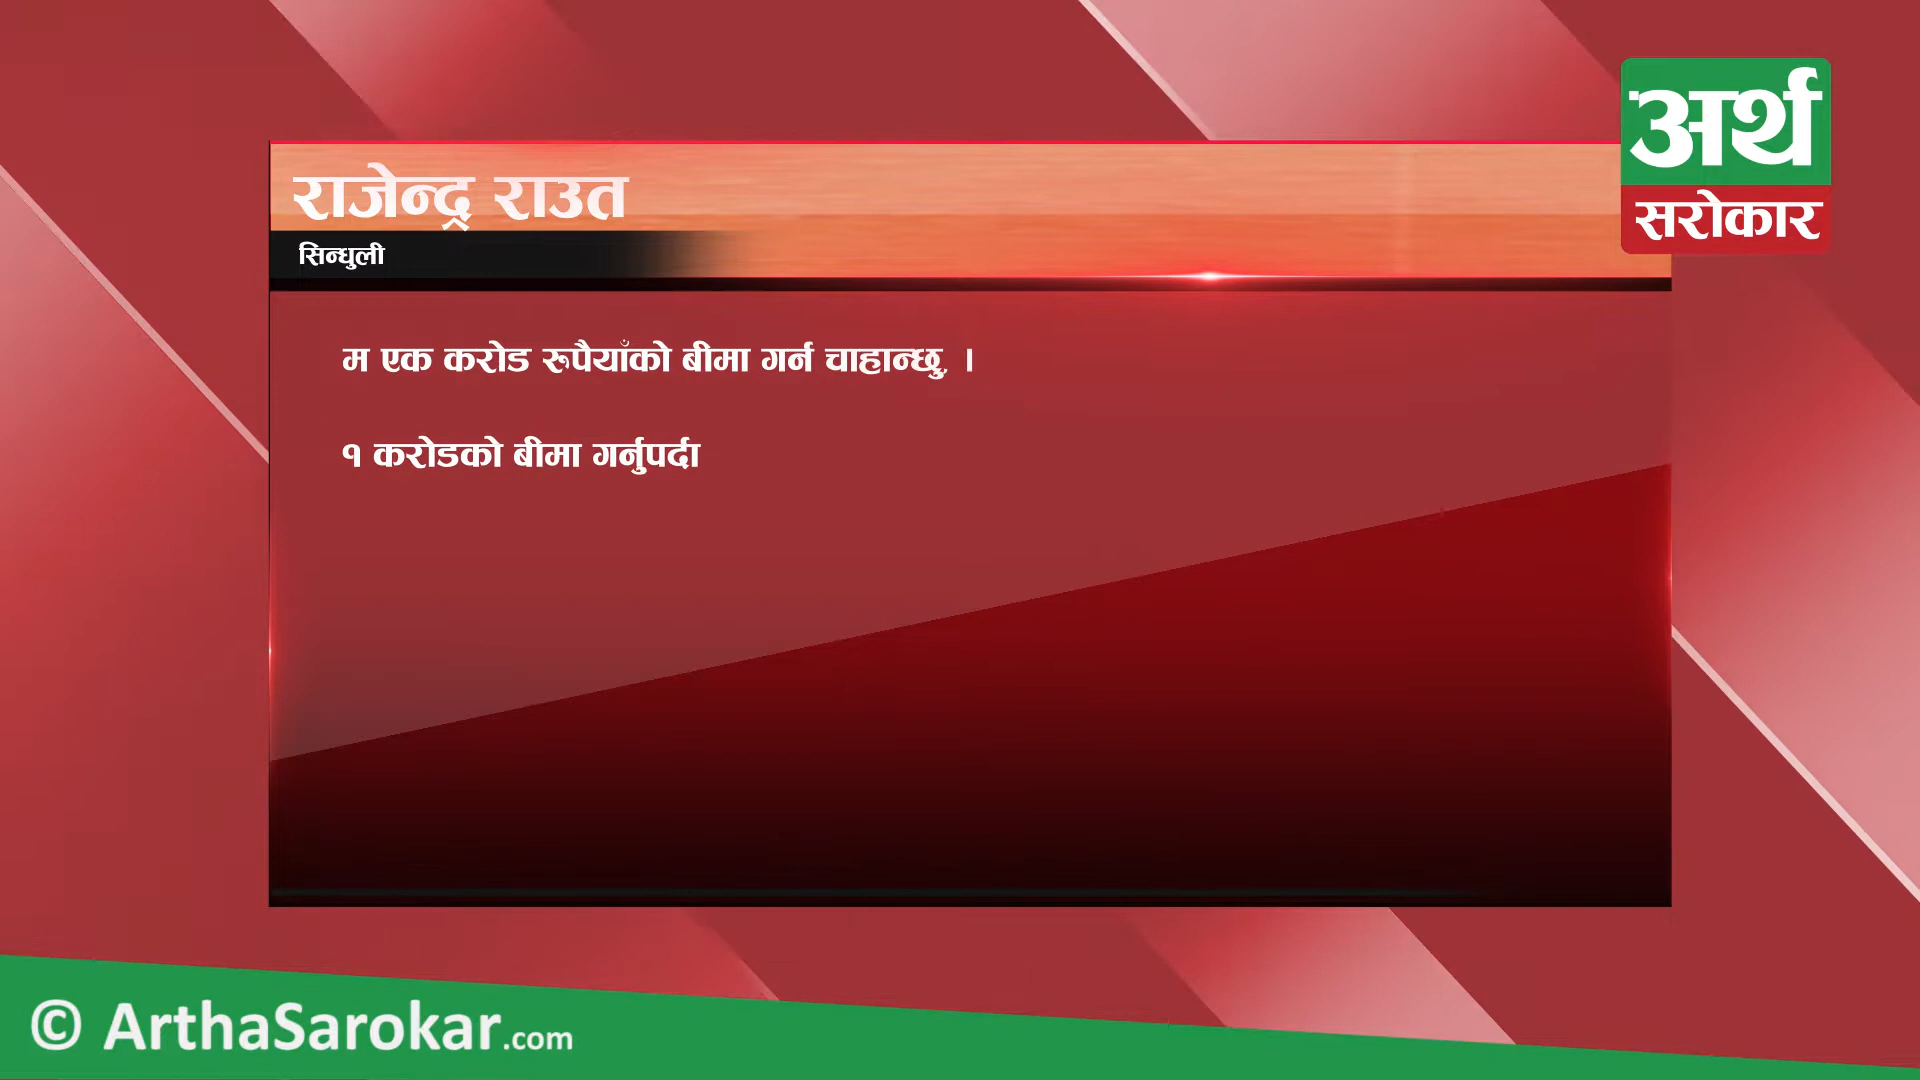 अर्थ
सरोकार
राजेन्द्र राउत
सिन्धुली
म एक करोड रुपैयाँको बीमा गर्न चाहान्छु ।
१ करोडको बीमा गर्नुपर्दा
© ArthaSarokar.com